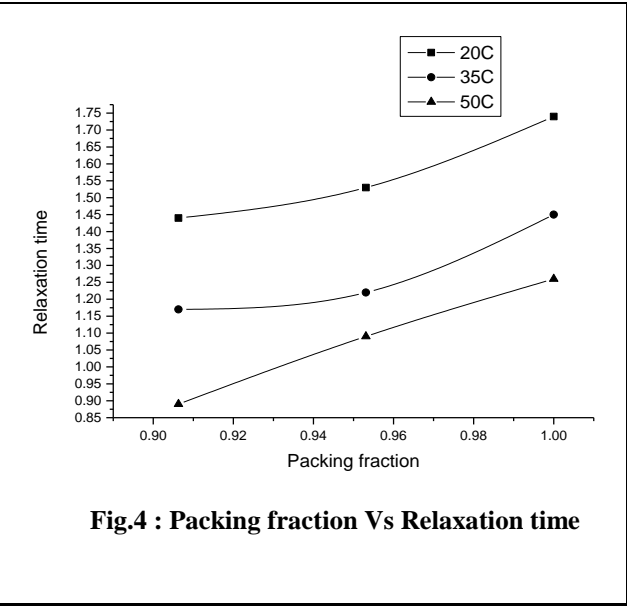 20C
35C
50C
1.75
1.70
1.65
1.60
1.55
1.50
1.45
1.40
1.35
1.30
1.25
1.20
1.15
1.10
1.05
1.00
0.95
0.90
0.85
Relaxation time
0.90 0.92 0.94 0.96 0.98 1.00
Packing fraction
Fig.4 : Packing fraction Vs Relaxation time